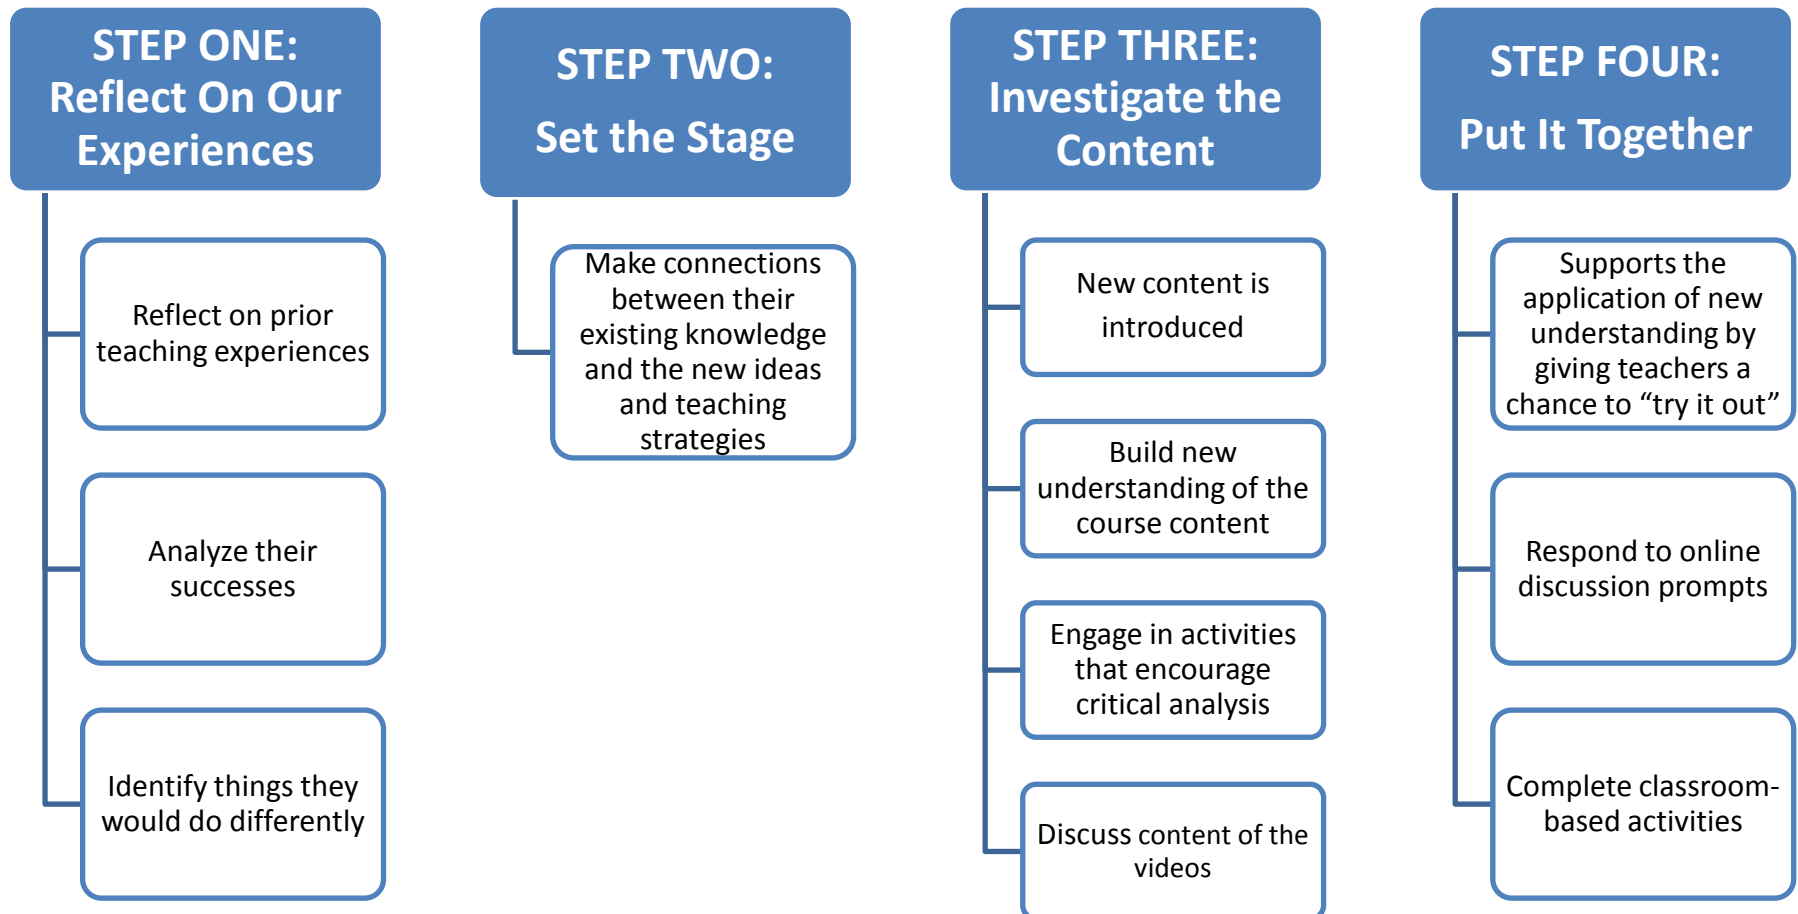 STEP ONE:
Reflect On Our
Experiences
Reflect on prior
teaching experiences
Analyze their
successes
Identify things they
would do differently
STEP TWO:
Set the Stage
Make connections
between their
existing knowledge
and the new ideas
and teaching
strategies
STEP THREE:
Investigate the
Content
New content is
introduced
Build new
understanding of the
course content
Engage in activities
that encourage
critical analysis
Discuss content of the
videos
STEP FOUR:
Put It Together
Supports the
application of new
understanding by
giving teachers a
chance to “try it out”
Respond to online
discussion prompts
Complete classroom-
based activities